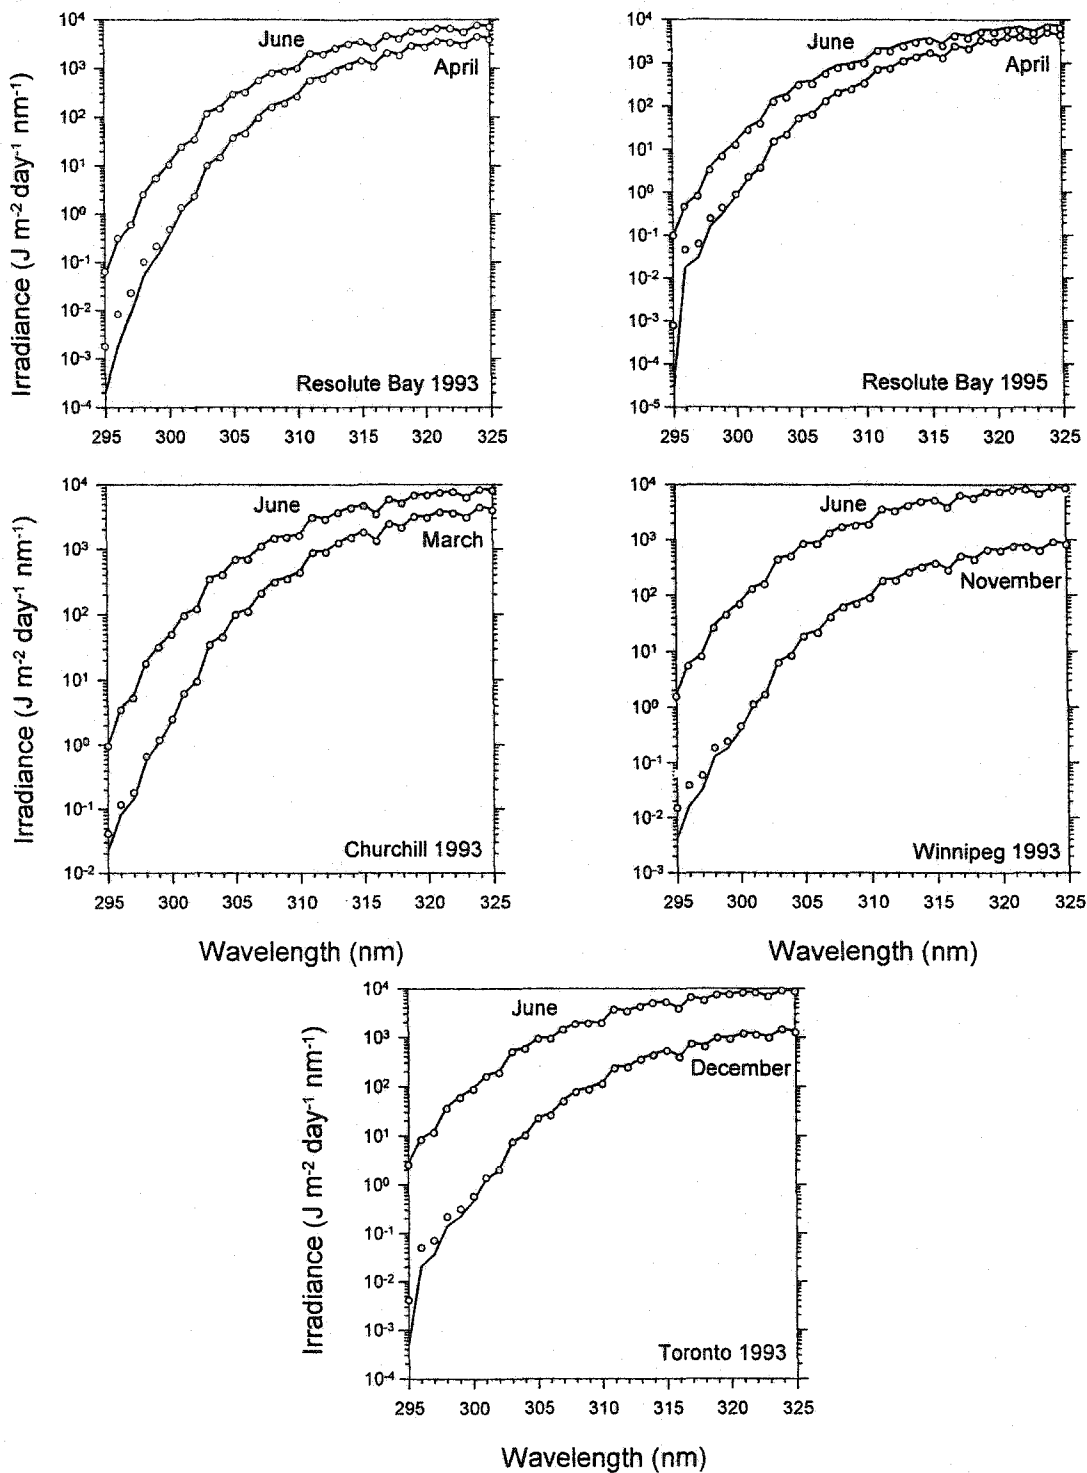 10⁴
10³
10²
10¹
10⁰
10⁻¹
10⁻²
10⁻³
10⁻⁴
June
April
Resolute Bay 1993
295 300 305 310 315 320 325
Irradiance (J m⁻² day⁻¹ nm⁻¹)
10⁴
10³
10²
10¹
10⁰
10⁻¹
10⁻²
10⁻³
10⁻⁴
10⁻⁵
June
April
Resolute Bay 1995
295 300 305 310 315 320 325
10⁴
10³
10²
10¹
10⁰
10⁻¹
10⁻²
June
March
Churchill 1993
295 300 305 310 315 320 325
Irradiance (J m⁻² day⁻¹ nm⁻¹)
Wavelength (nm)
10⁴
10³
10²
10¹
10⁰
10⁻¹
10⁻²
10⁻³
June
November
Winnipeg 1993
295 300 305 310 315 320 325
Wavelength (nm)
10⁴
10³
10²
10¹
10⁰
10⁻¹
10⁻²
10⁻³
10⁻⁴
June
December
Toronto 1993
295 300 305 310 315 320 325
Irradiance (J m⁻² day⁻¹ nm⁻¹)
Wavelength (nm)